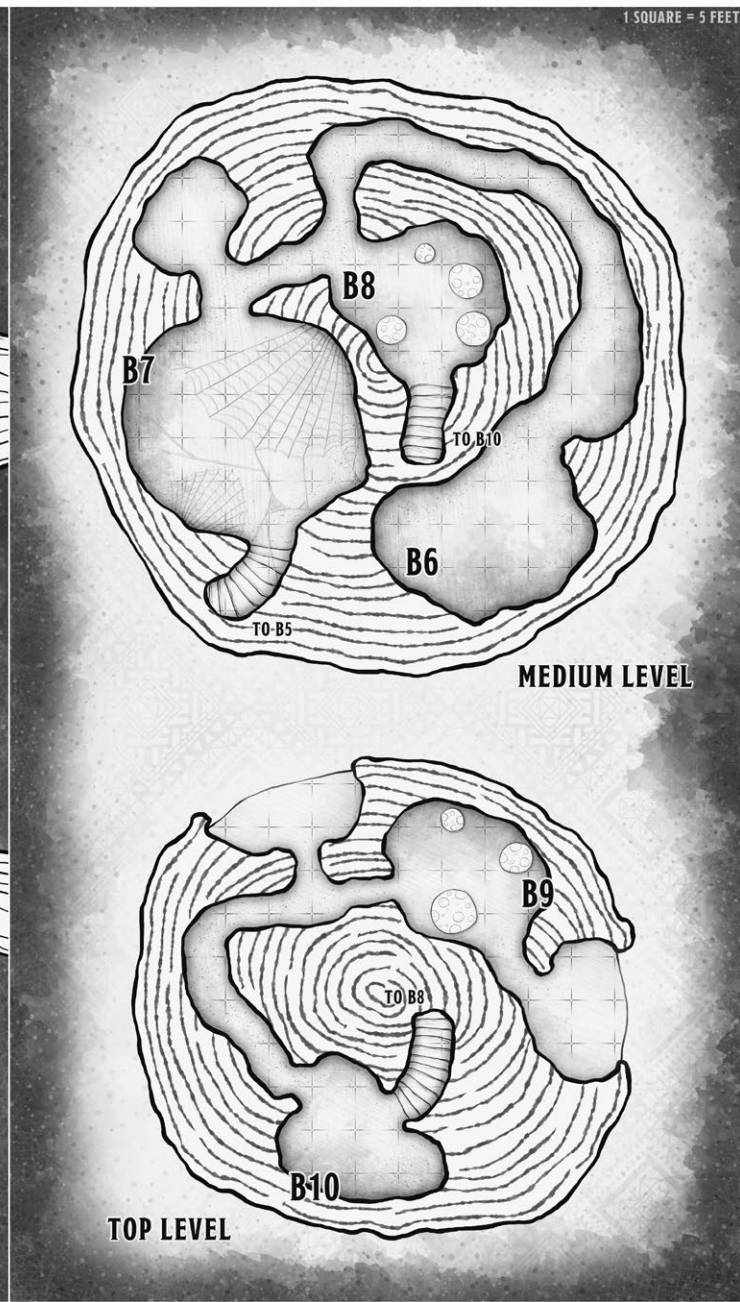 1 SQUARE = 5 FEET
B8
B7
TO B10
B6
TO B5
MEDIUM LEVEL
B9
TO B8
B10
TOP LEVEL